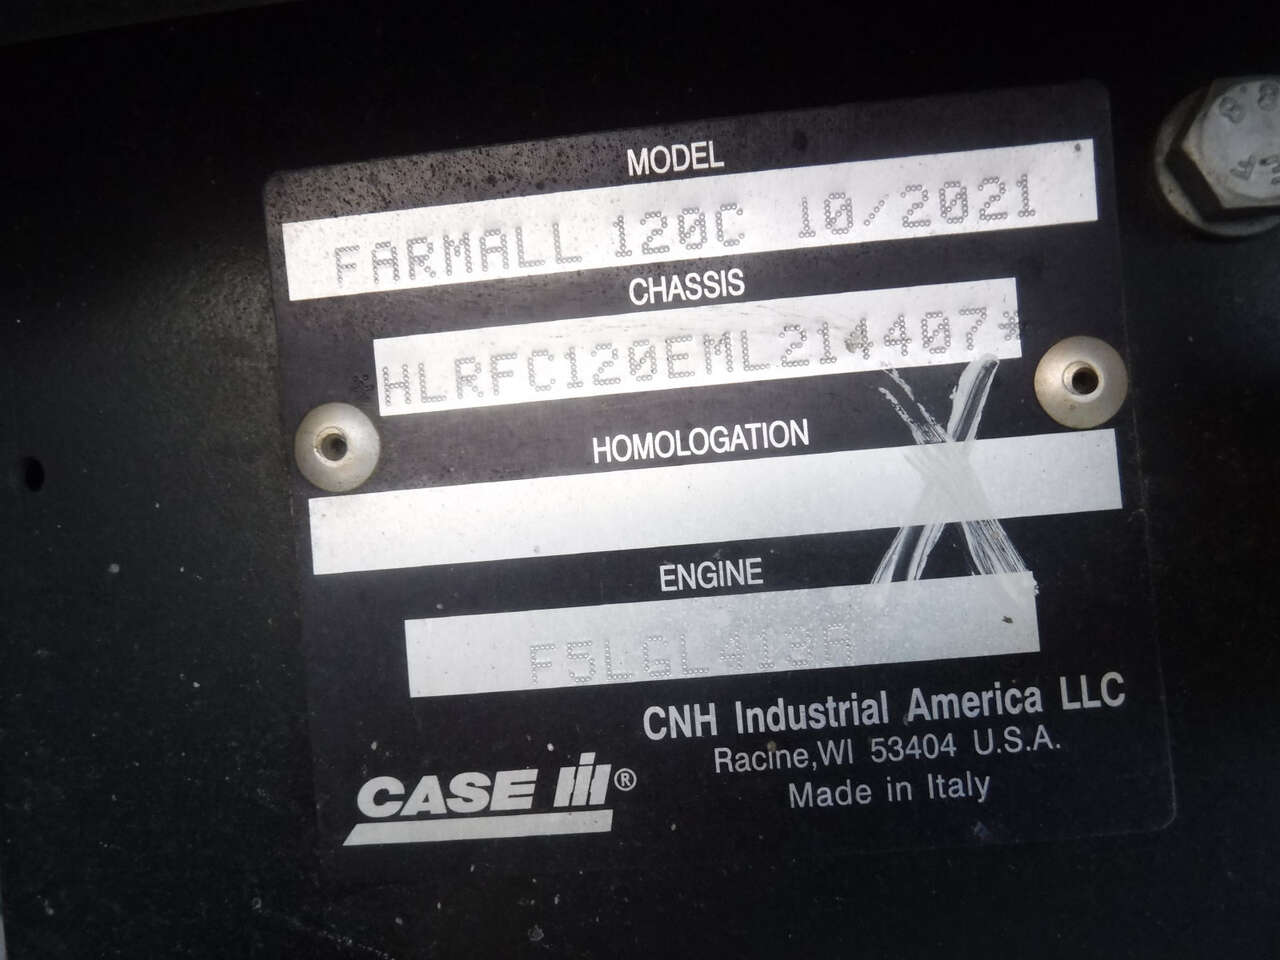 MODEL
FARMALL 120C 10/2021
CHASSIS
*HLRFC120EML214407*
HOMOLOGATION
ENGINE
CNH Industrial America LLC
Racine,WI 53404 U.S.A.
Made in Italy
CASE IH®